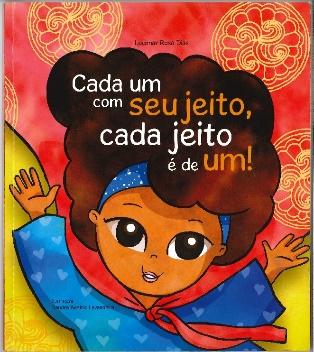 Lucimar Rosa Dias
Cada um
com seu jeito,
cada jeito
é de um!